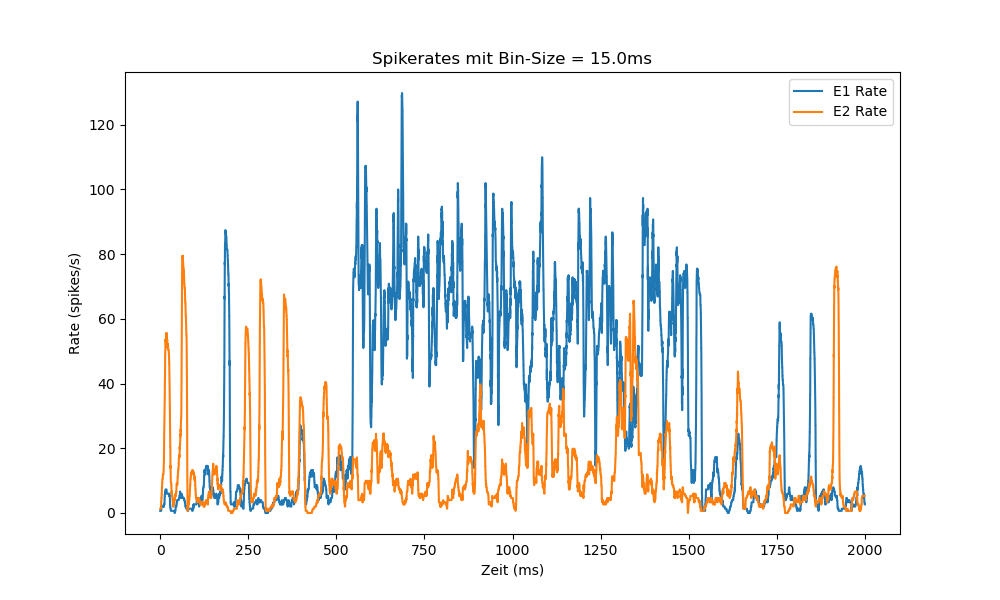 Spikerates mit Bin-Size = 15.0ms
E1 Rate
E2 Rate
120
100
80
60
40
20
0
Rate (spikes/s)
0 250 500 750 1000 1250 1500 1750 2000
Zeit (ms)